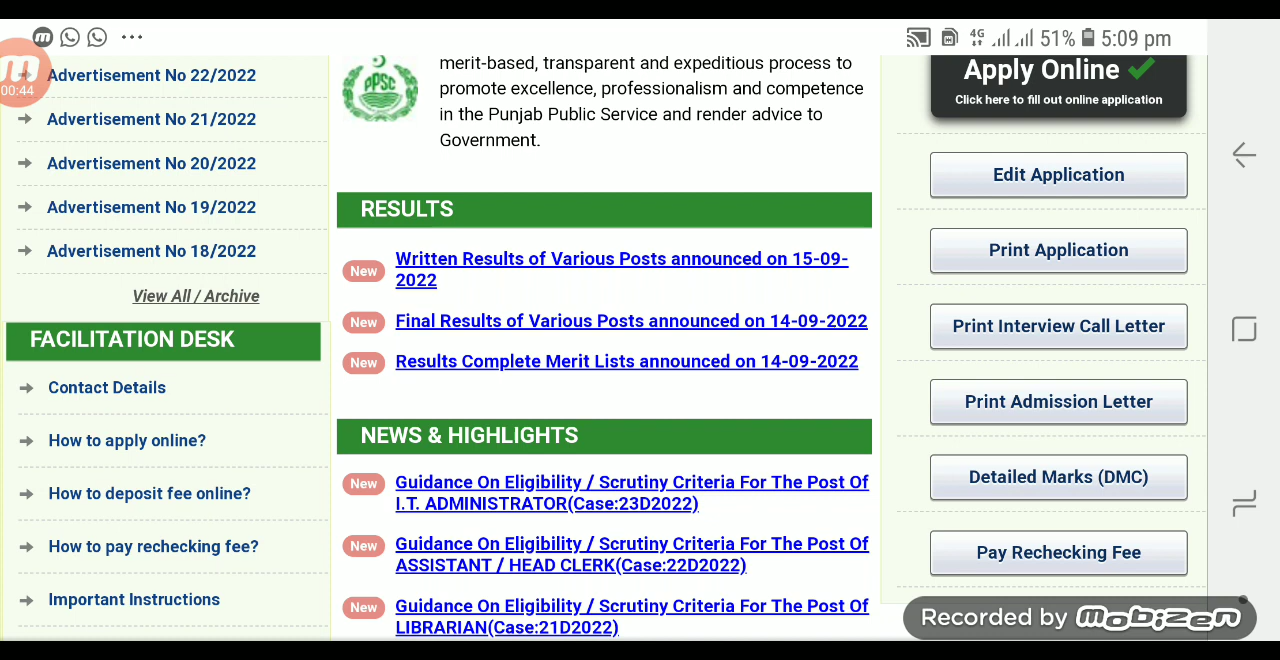 4G 51% 5:09 pm
m
00:44
Advertisement No 22/2022
Advertisement No 21/2022
Advertisement No 20/2022
Advertisement No 19/2022
Advertisement No 18/2022
View All / Archive
FACILITATION DESK
Contact Details
How to apply online?
How to deposit fee online?
How to pay rechecking fee?
Important Instructions
PPSC
merit-based, transparent and expeditious process to
promote excellence, professionalism and competence
in the Punjab Public Service and render advice to
Government.
RESULTS
New
Written Results of Various Posts announced on 15-09-
2022
New
Final Results of Various Posts announced on 14-09-2022
New
Results Complete Merit Lists announced on 14-09-2022
NEWS & HIGHLIGHTS
New
Guidance On Eligibility / Scrutiny Criteria For The Post Of
I.T. ADMINISTRATOR(Case:23D2022)
New
Guidance On Eligibility / Scrutiny Criteria For The Post Of
ASSISTANT / HEAD CLERK(Case:22D2022)
New
Guidance On Eligibility / Scrutiny Criteria For The Post Of
LIBRARIAN(Case:21D2022)
Apply Online
Click here to fill out online application
Edit Application
Print Application
Print Interview Call Letter
Print Admission Letter
Detailed Marks (DMC)
Pay Rechecking Fee
Recorded by mobizen